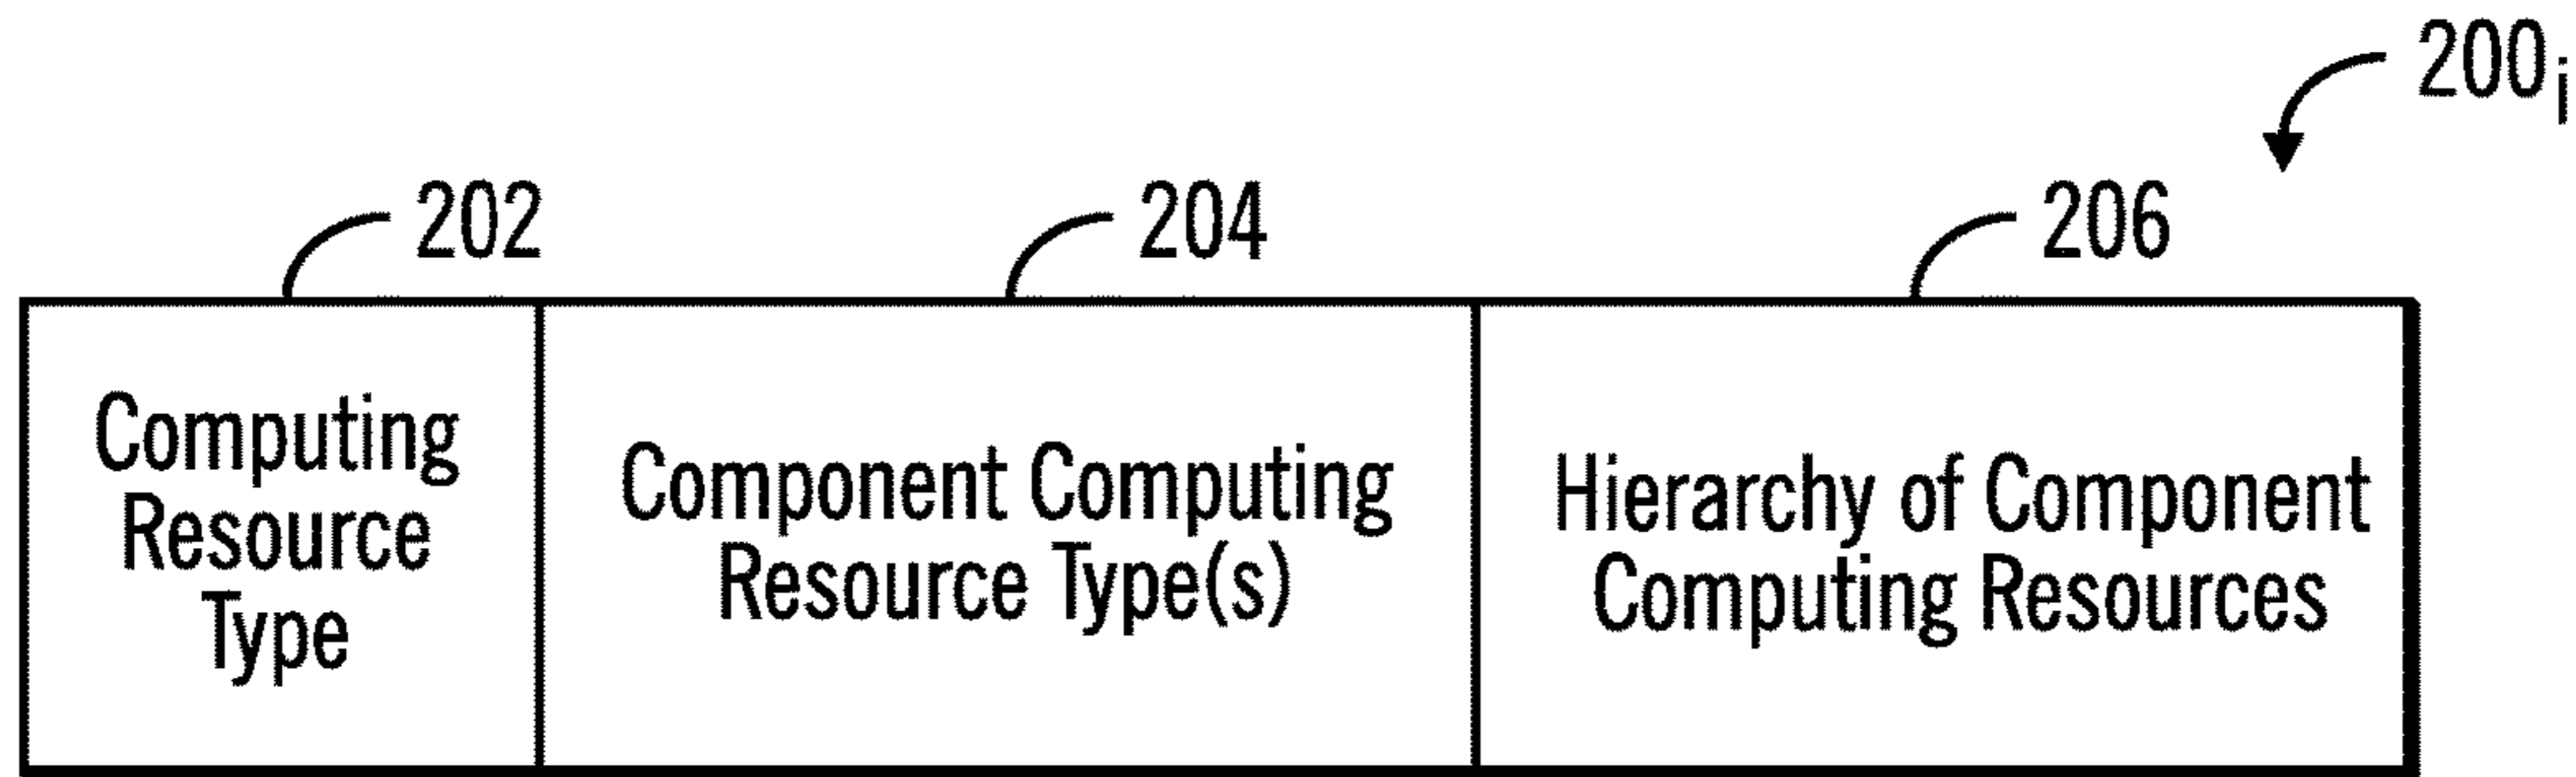 200i
202
204
206
Computing
Resource
Type
Component Computing
Resource Type(s)
Hierarchy of Component
Computing Resources